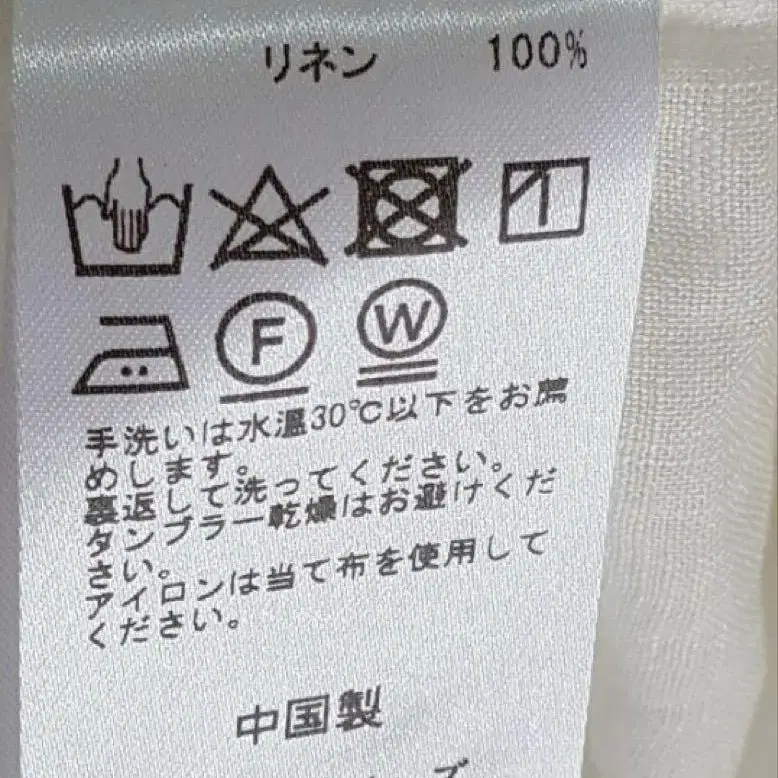 リネン 100%
F W
手洗いは水温30℃以下をお薦
めします。
裏返して洗ってください。
タンブラー乾燥はお避けくだ
さい。
アイロンは当て布を使用して
ください。
中国製